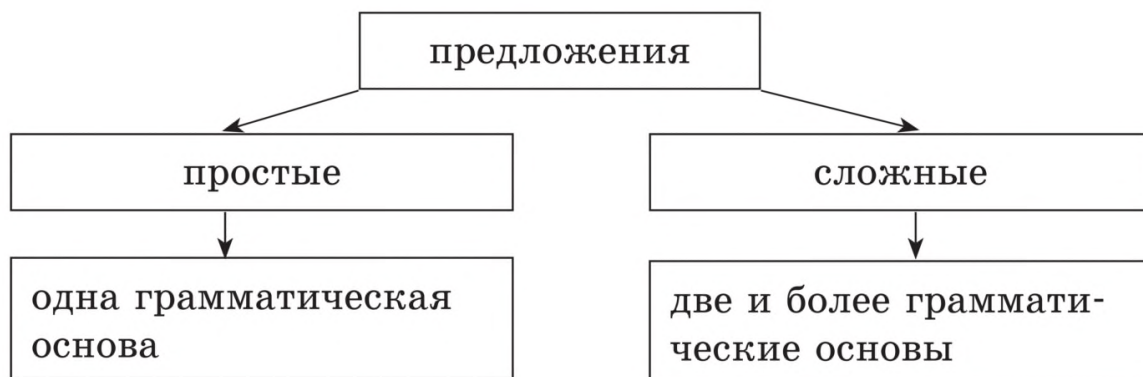 предложения
простые
сложные
одна грамматическая
основа
две и более граммати-
ческие основы